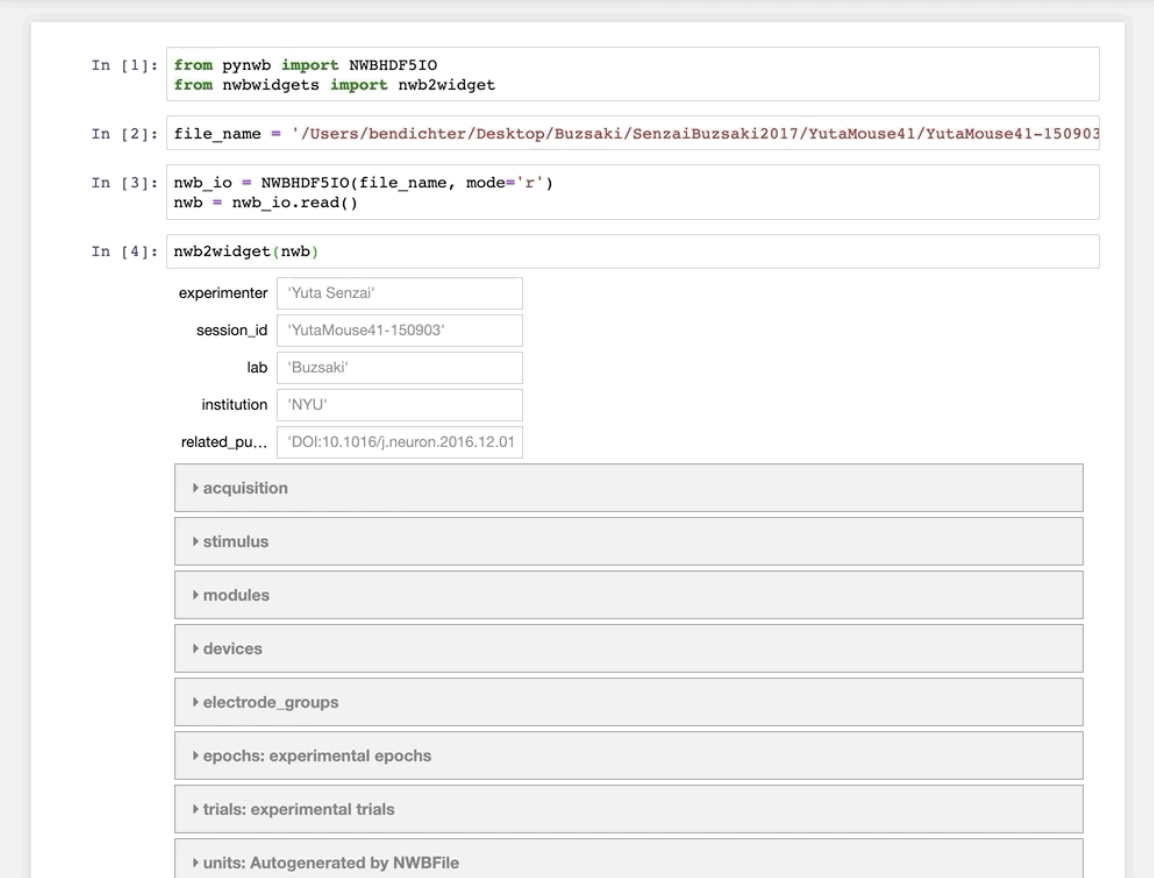 In [1]: from pynwb import NWBHDF5IO
from nwbwidgets import nwb2widget
In [2]: file_name = '/Users/bendichter/Desktop/Buzsaki/SenzaiBuzsaki2017/YutaMouse41/YutaMouse41-150903
In [3]: nwb_io = NWBHDF5IO(file_name, mode='r')
nwb = nwb_io.read()
In [4]: nwb2widget(nwb)
experimenter 'Yuta Senzai'
session_id 'YutaMouse41-150903'
lab 'Buzsaki'
institution 'NYU'
related_pu... 'DOI:10.1016/j.neuron.2016.12.01
acquisition
stimulus
modules
devices
electrode_groups
epochs: experimental epochs
trials: experimental trials
units: Autogenerated by NWBFile